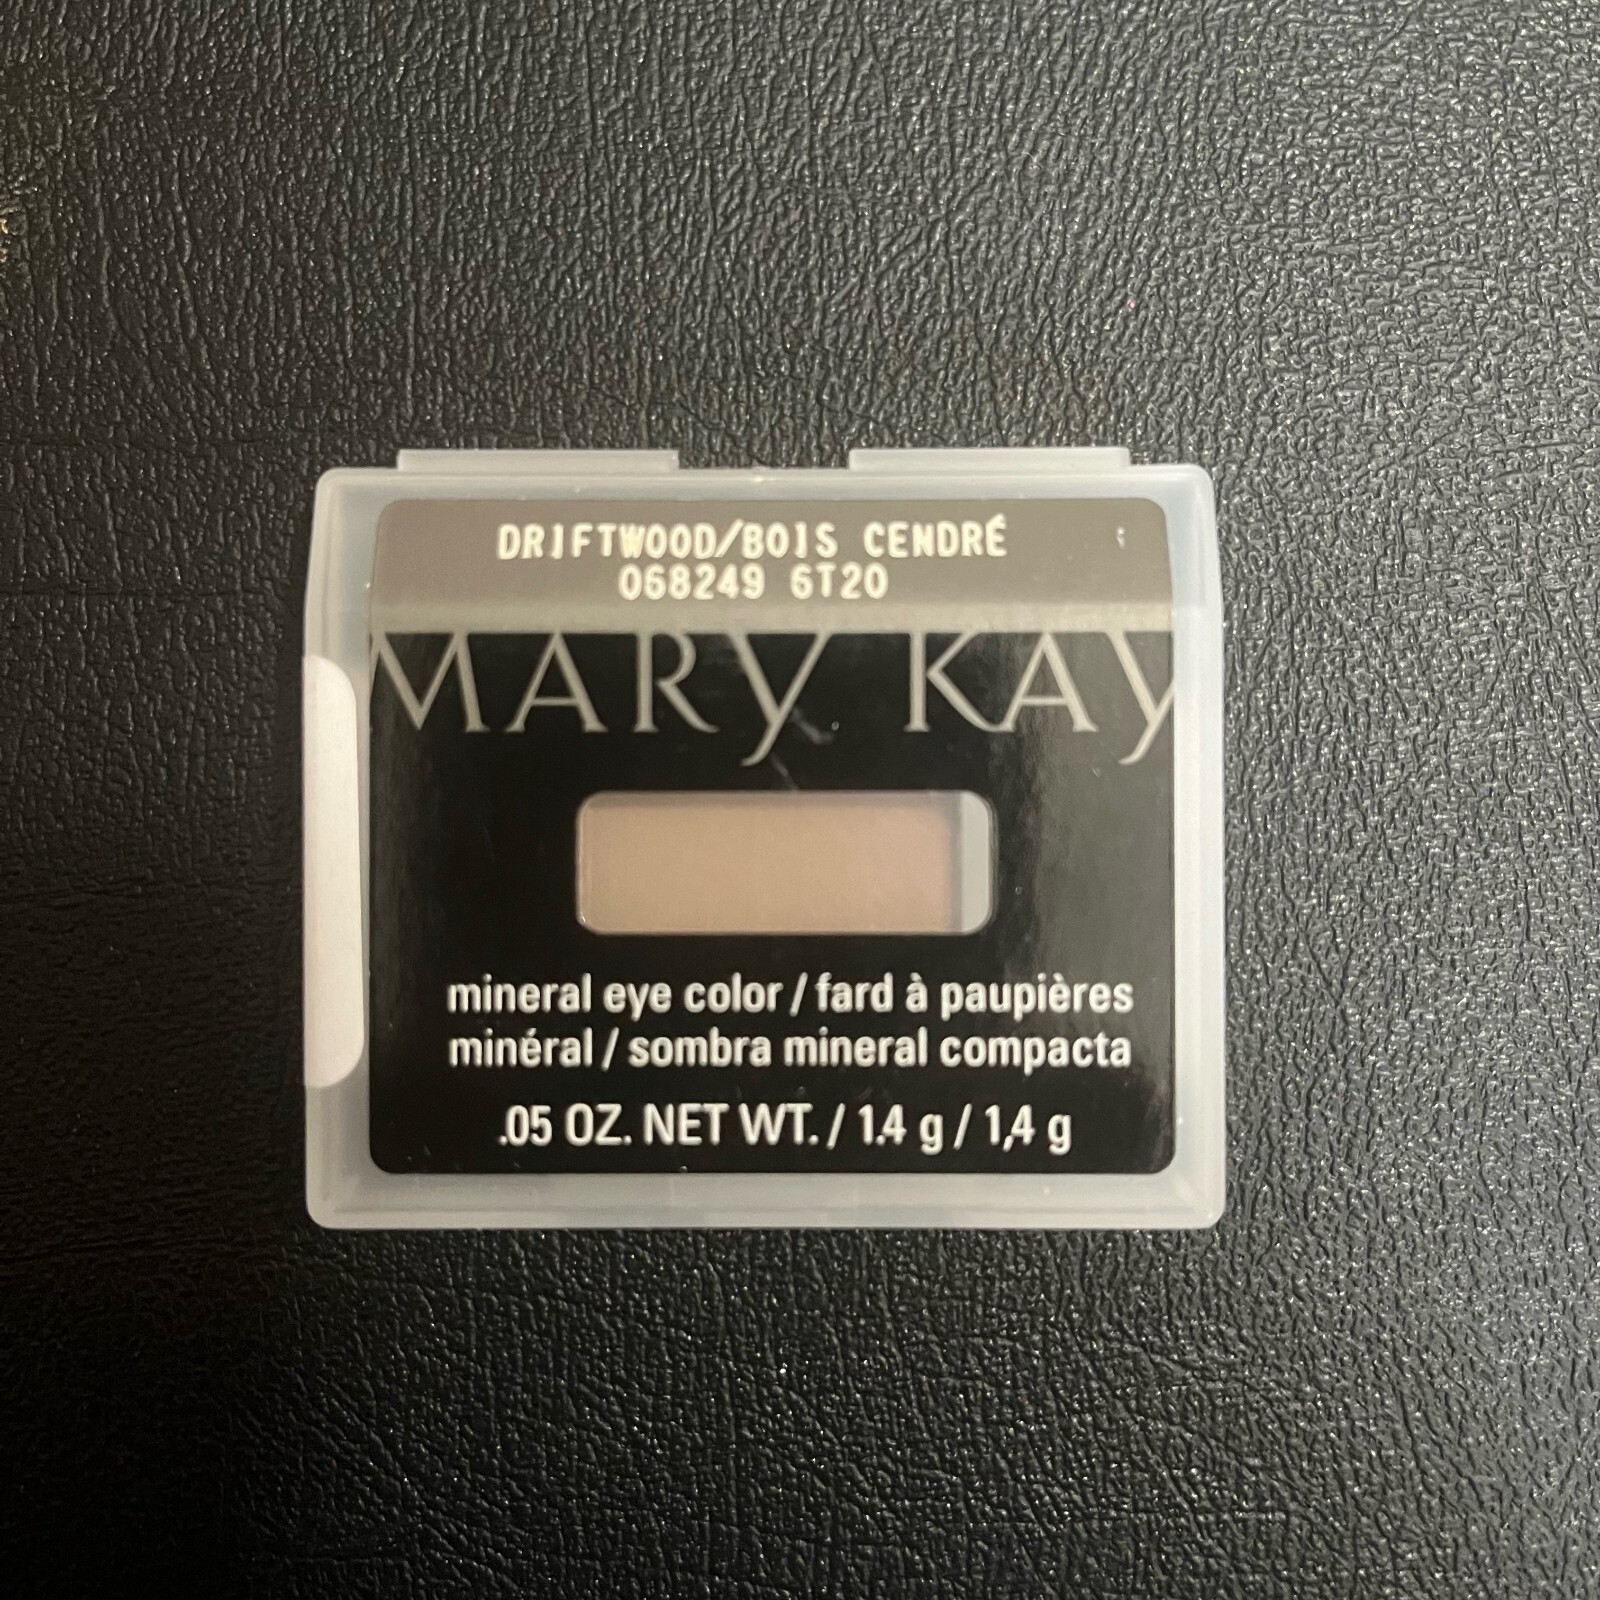 DRIFTWOOD/BOIS CENDRÉ
068249 6T20
MARY KAY
mineral eye color / fard à paupières
minéral / sombra mineral compacta
.05 OZ. NET WT. / 1.4 g / 1,4 g